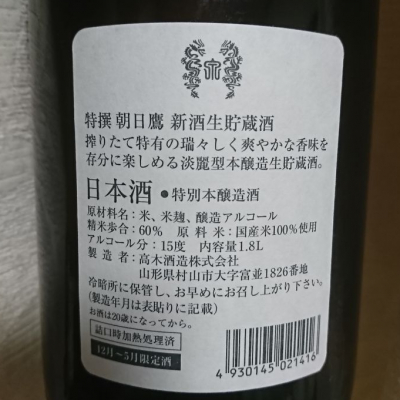 特撰 朝日鷹 新酒生貯蔵酒
搾りたて特有の瑞々しく爽やかな香味を
存分に楽しめる淡麗型本醸造生貯蔵酒。
日本酒 ●特別本醸造酒
原材料名：米、米麹、醸造アルコール
精米歩合：60% 原料米：国産米100%使用
アルコール分：15度 内容量1.8L
製造者：高木酒造株式会社
山形県村山市大字富並1826番地
冷暗所に保管し、お早めにお召し上がり下さい。
(製造年月は表貼りに記載)
お酒は20歳になってから。
詰口時加熱処理済
12月～5月限定酒
4 930145 021416